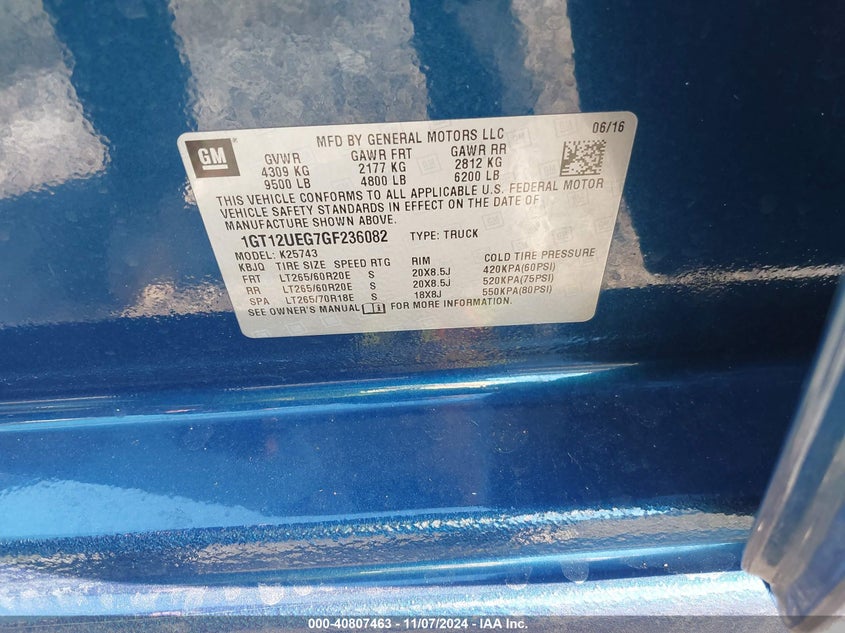 GM
MFD BY GENERAL MOTORS LLC
06/16
GVWR GAWR FRT GAWR RR
4309 KG 2177 KG 2812 KG
9500 LB 4800 LB 6200 LB
THIS VEHICLE CONFORMS TO ALL APPLICABLE U.S. FEDERAL MOTOR
VEHICLE SAFETY STANDARDS IN EFFECT ON THE DATE OF
MANUFACTURE SHOWN ABOVE.
1GT12UEG7GF236082 TYPE: TRUCK
MODEL: K25743
KBJQ TIRE SIZE SPEED RTG RIM COLD TIRE PRESSURE
FRT LT265/60R20E S 20X8.5J 420KPA(60PSI)
RR LT265/60R20E S 20X8.5J 520KPA(75PSI)
SPA LT265/70R18E S 18X8J 550KPA(80PSI)
SEE OWNER'S MANUAL FOR MORE INFORMATION.
000-40807463 - 11/07/2024 - IAA Inc.